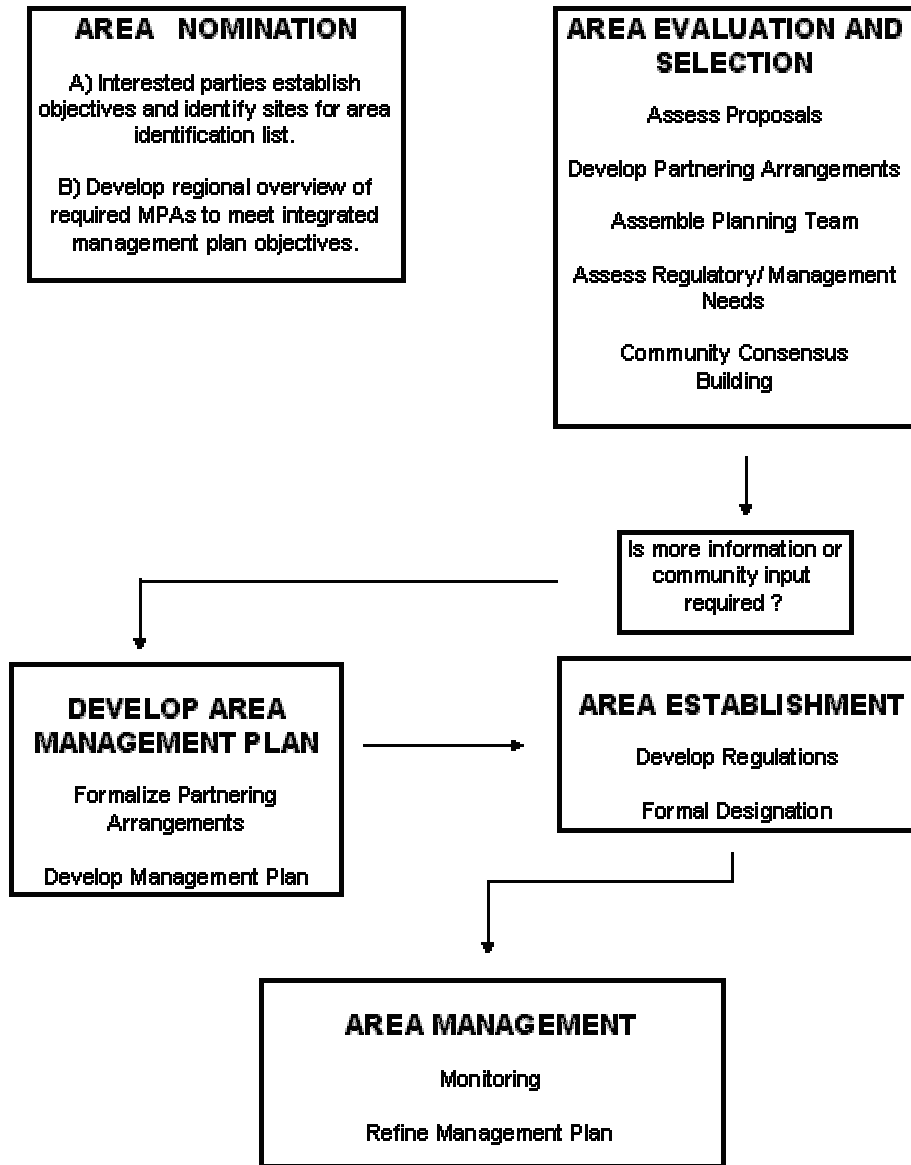 AREA NOMINATION
A) Interested parties establish
objectives and identify sites for area
identification list.
B) Develop regional overview of
required MPAs to meet integrated
management plan objectives.
AREA EVALUATION AND
SELECTION
Assess Proposals
Develop Partnering Arrangements
Assemble Planning Team
Assess Regulatory/ Management
Needs
Community Consensus
Building
Is more information or
community input
required ?
DEVELOP AREA
MANAGEMENT PLAN
Formalize Partnering
Arrangements
Develop Management Plan
AREA ESTABLISHMENT
Develop Regulations
Formal Designation
AREA MANAGEMENT
Monitoring
Refine Management Plan